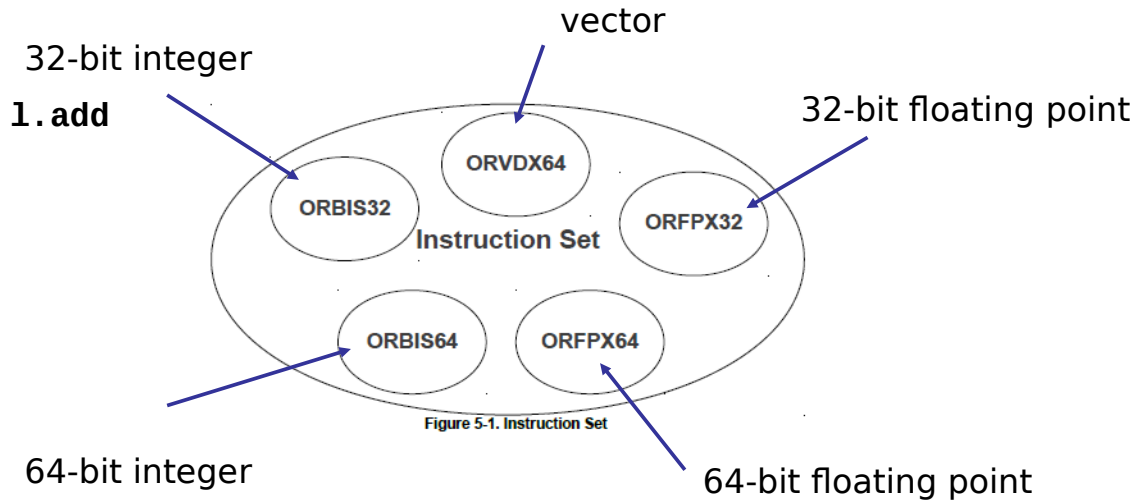 vector
32-bit integer
l.add
32-bit floating point
ORVDX64
ORBIS32
ORFPX32
Instruction Set
ORBIS64
ORFPX64
Figure 5-1. Instruction Set
64-bit integer
64-bit floating point